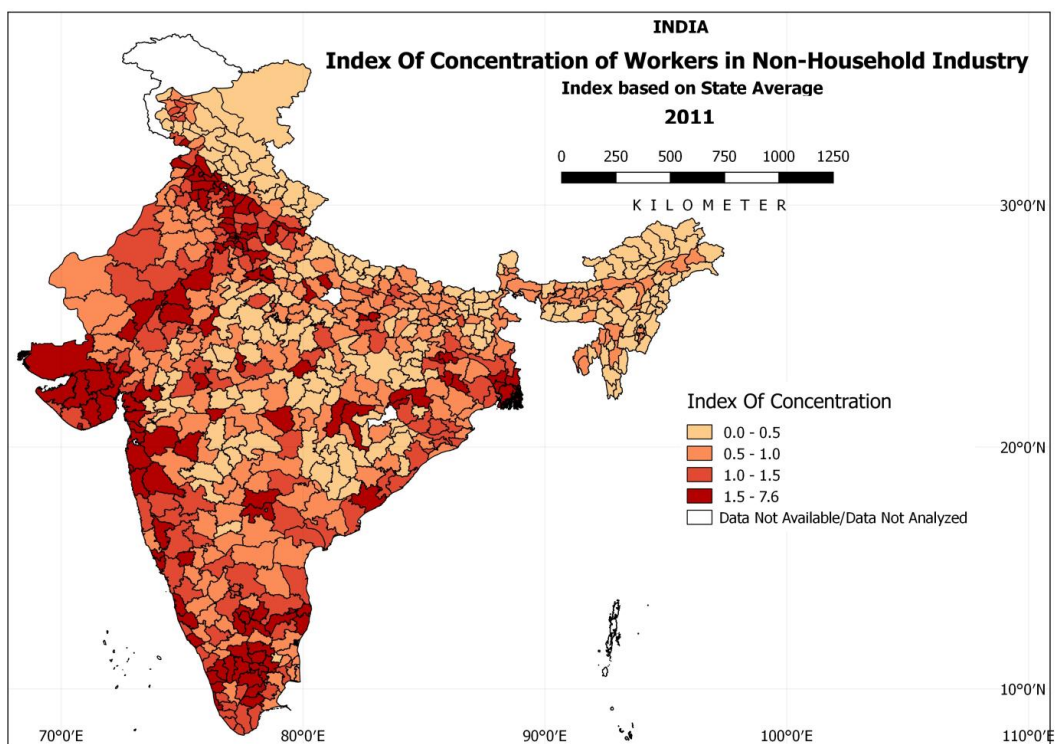 INDIA
Index Of Concentration of Workers in Non-Household Industry
Index based on State Average
2011
0 250 500 750 1000 1250
KILOMETER
30°0'N
20°0'N
10°0'N
Index Of Concentration
0.0 - 0.5
0.5 - 1.0
1.0 - 1.5
1.5 - 7.6
Data Not Available/Data Not Analyzed
70°0'E 80°0'E 90°0'E 100°0'E 110°0'E